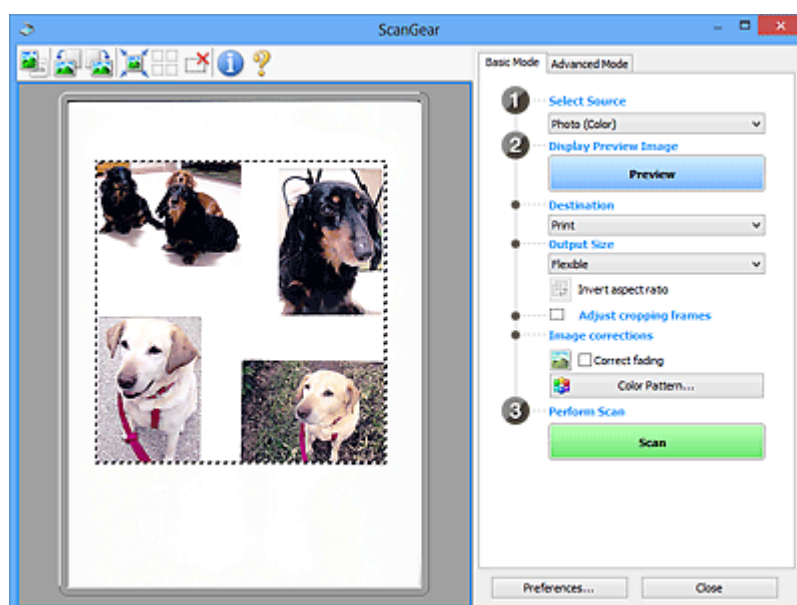 ScanGear
Basic Mode
Advanced Mode
1 Select Source
Photo (Color)
2 Display Preview Image
Preview
Destination
Print
Output Size
Flexible
Invert aspect ratio
Adjust cropping frames
Image corrections
Correct fading
Color Pattern...
3 Perform Scan
Scan
Preferences...
Close